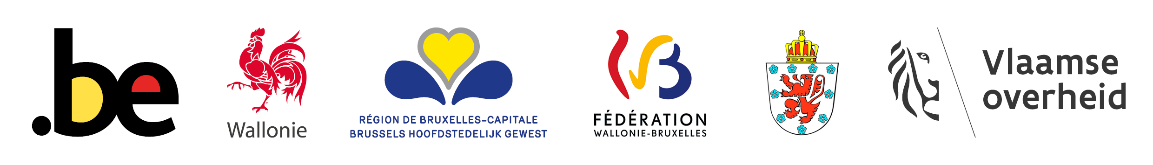 .be
Wallonie
RÉGION DE BRUXELLES-CAPITALE
BRUSSELS HOOFDSTEDELIJK GEWEST
FÉDÉRATION
WALLONIE-BRUXELLES
Vlaamse
overheid